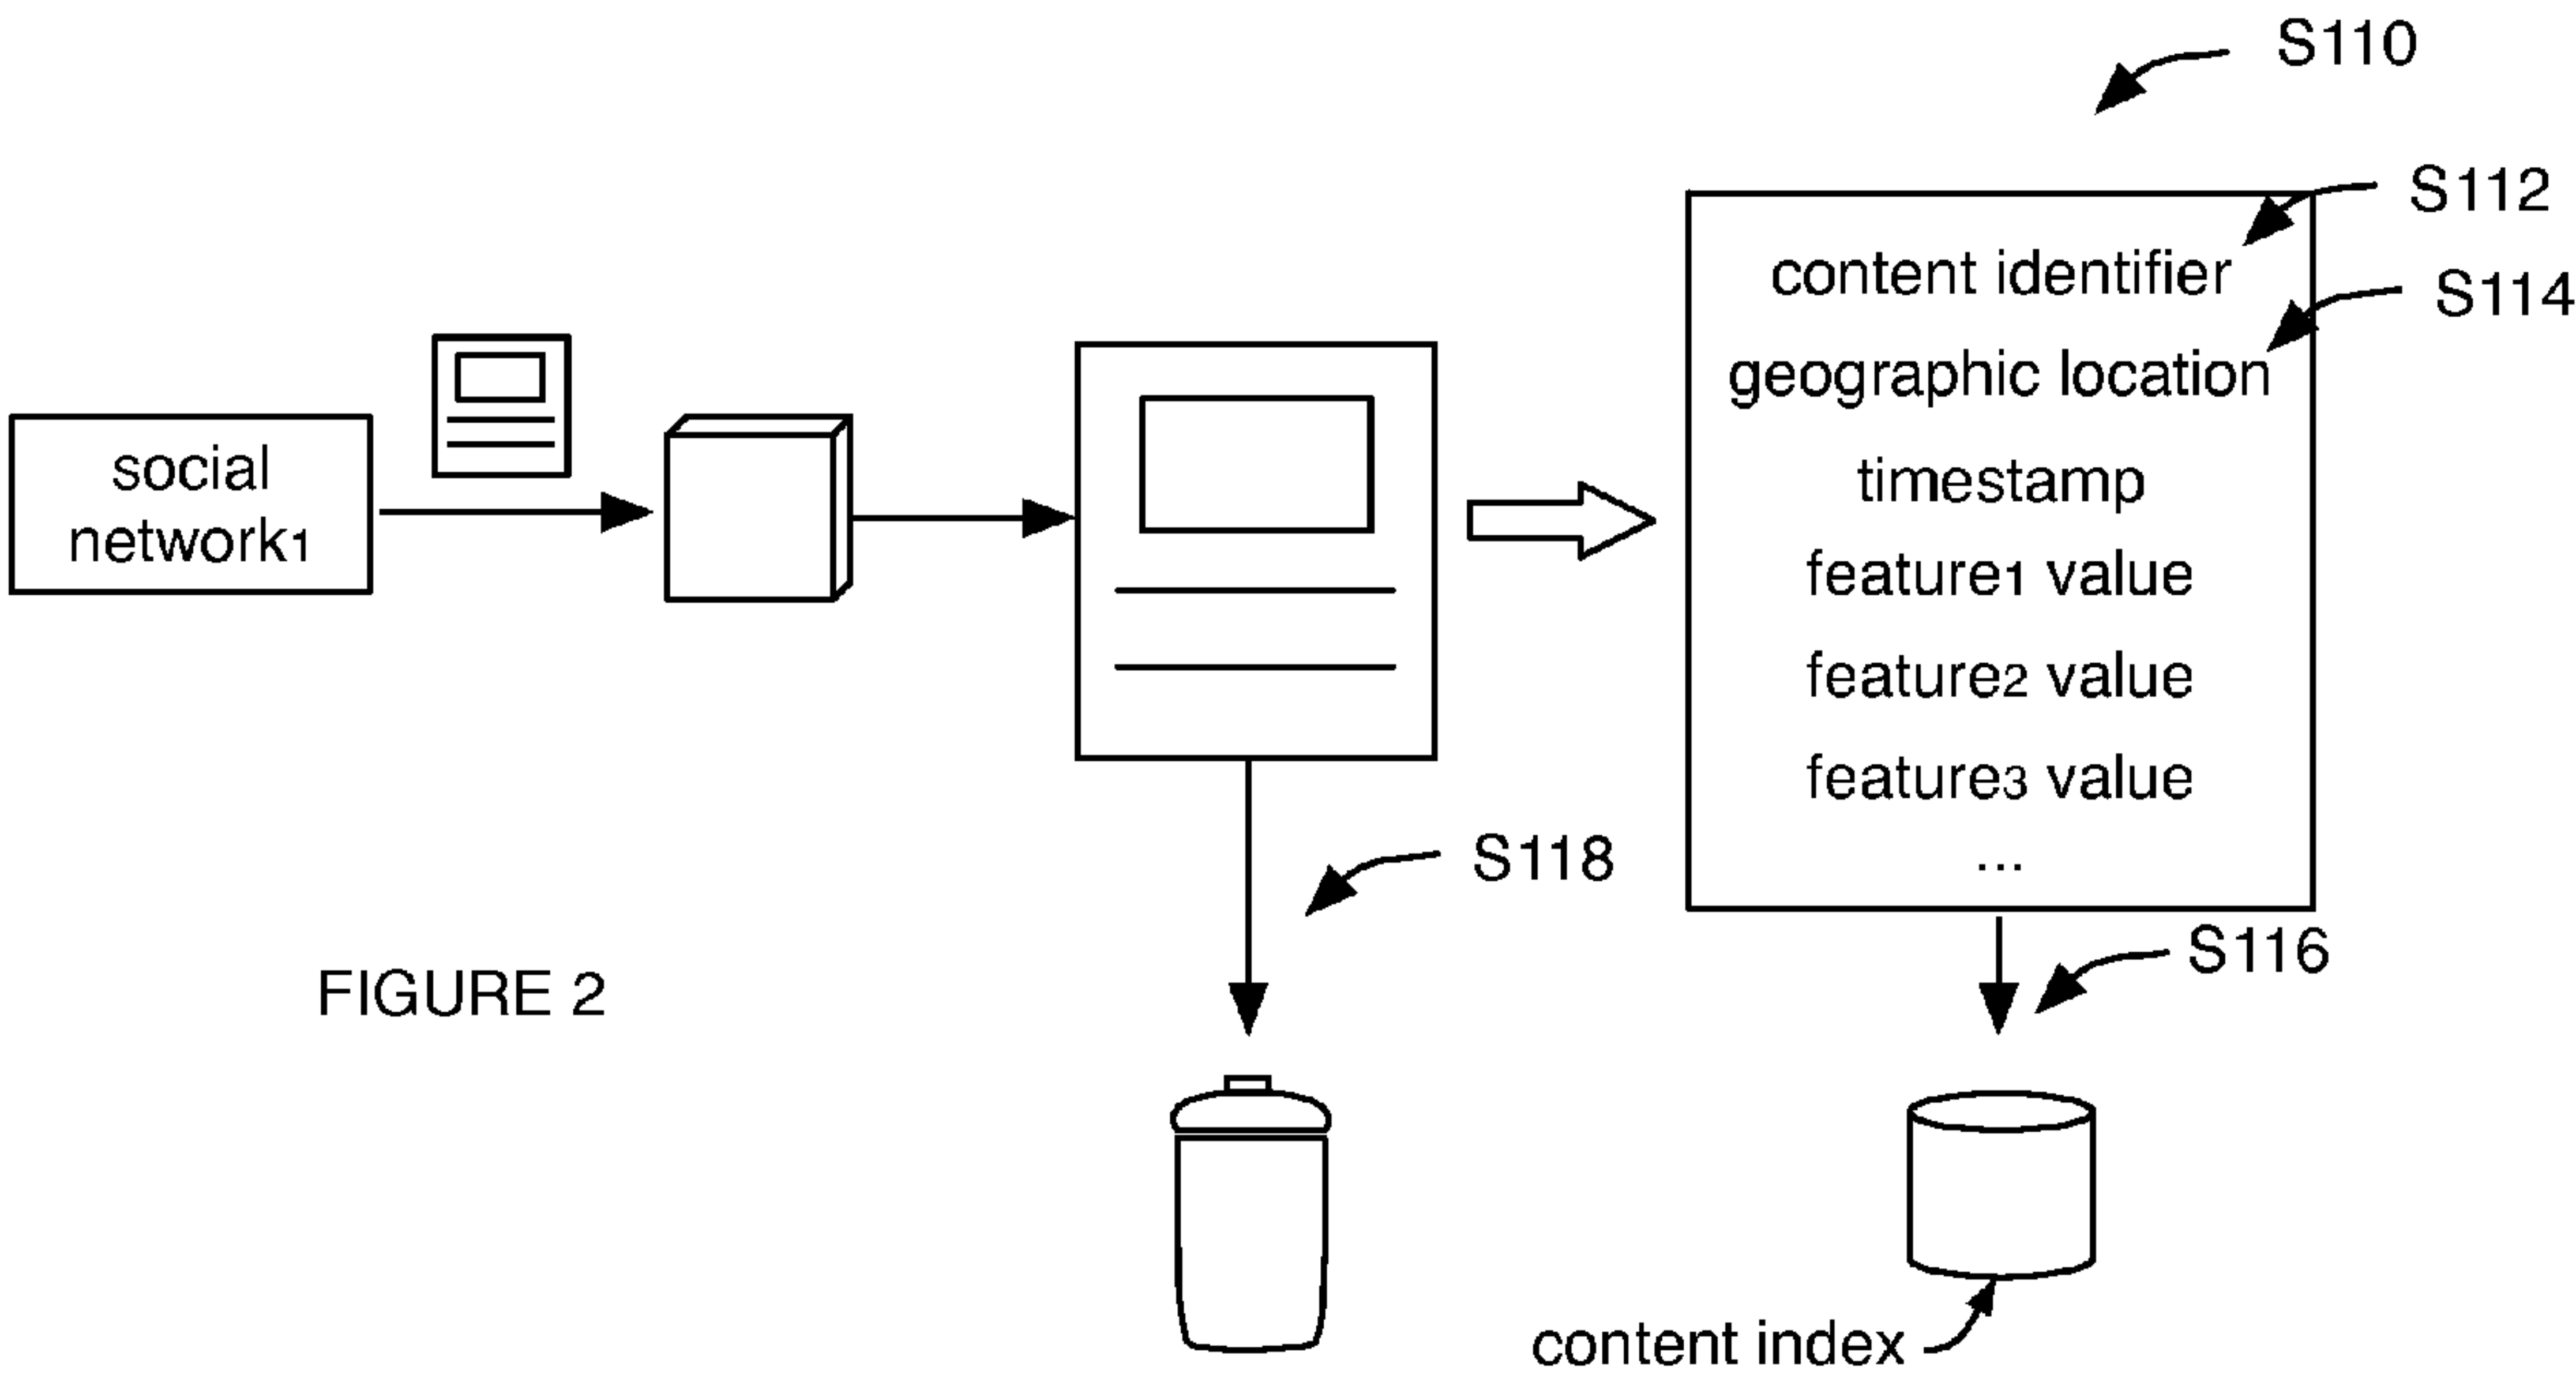 S110
S112
content identifier
S114
geographic location
social
network1
timestamp
feature1 value
feature2 value
feature3 value
...
S118
S116
FIGURE 2
content index